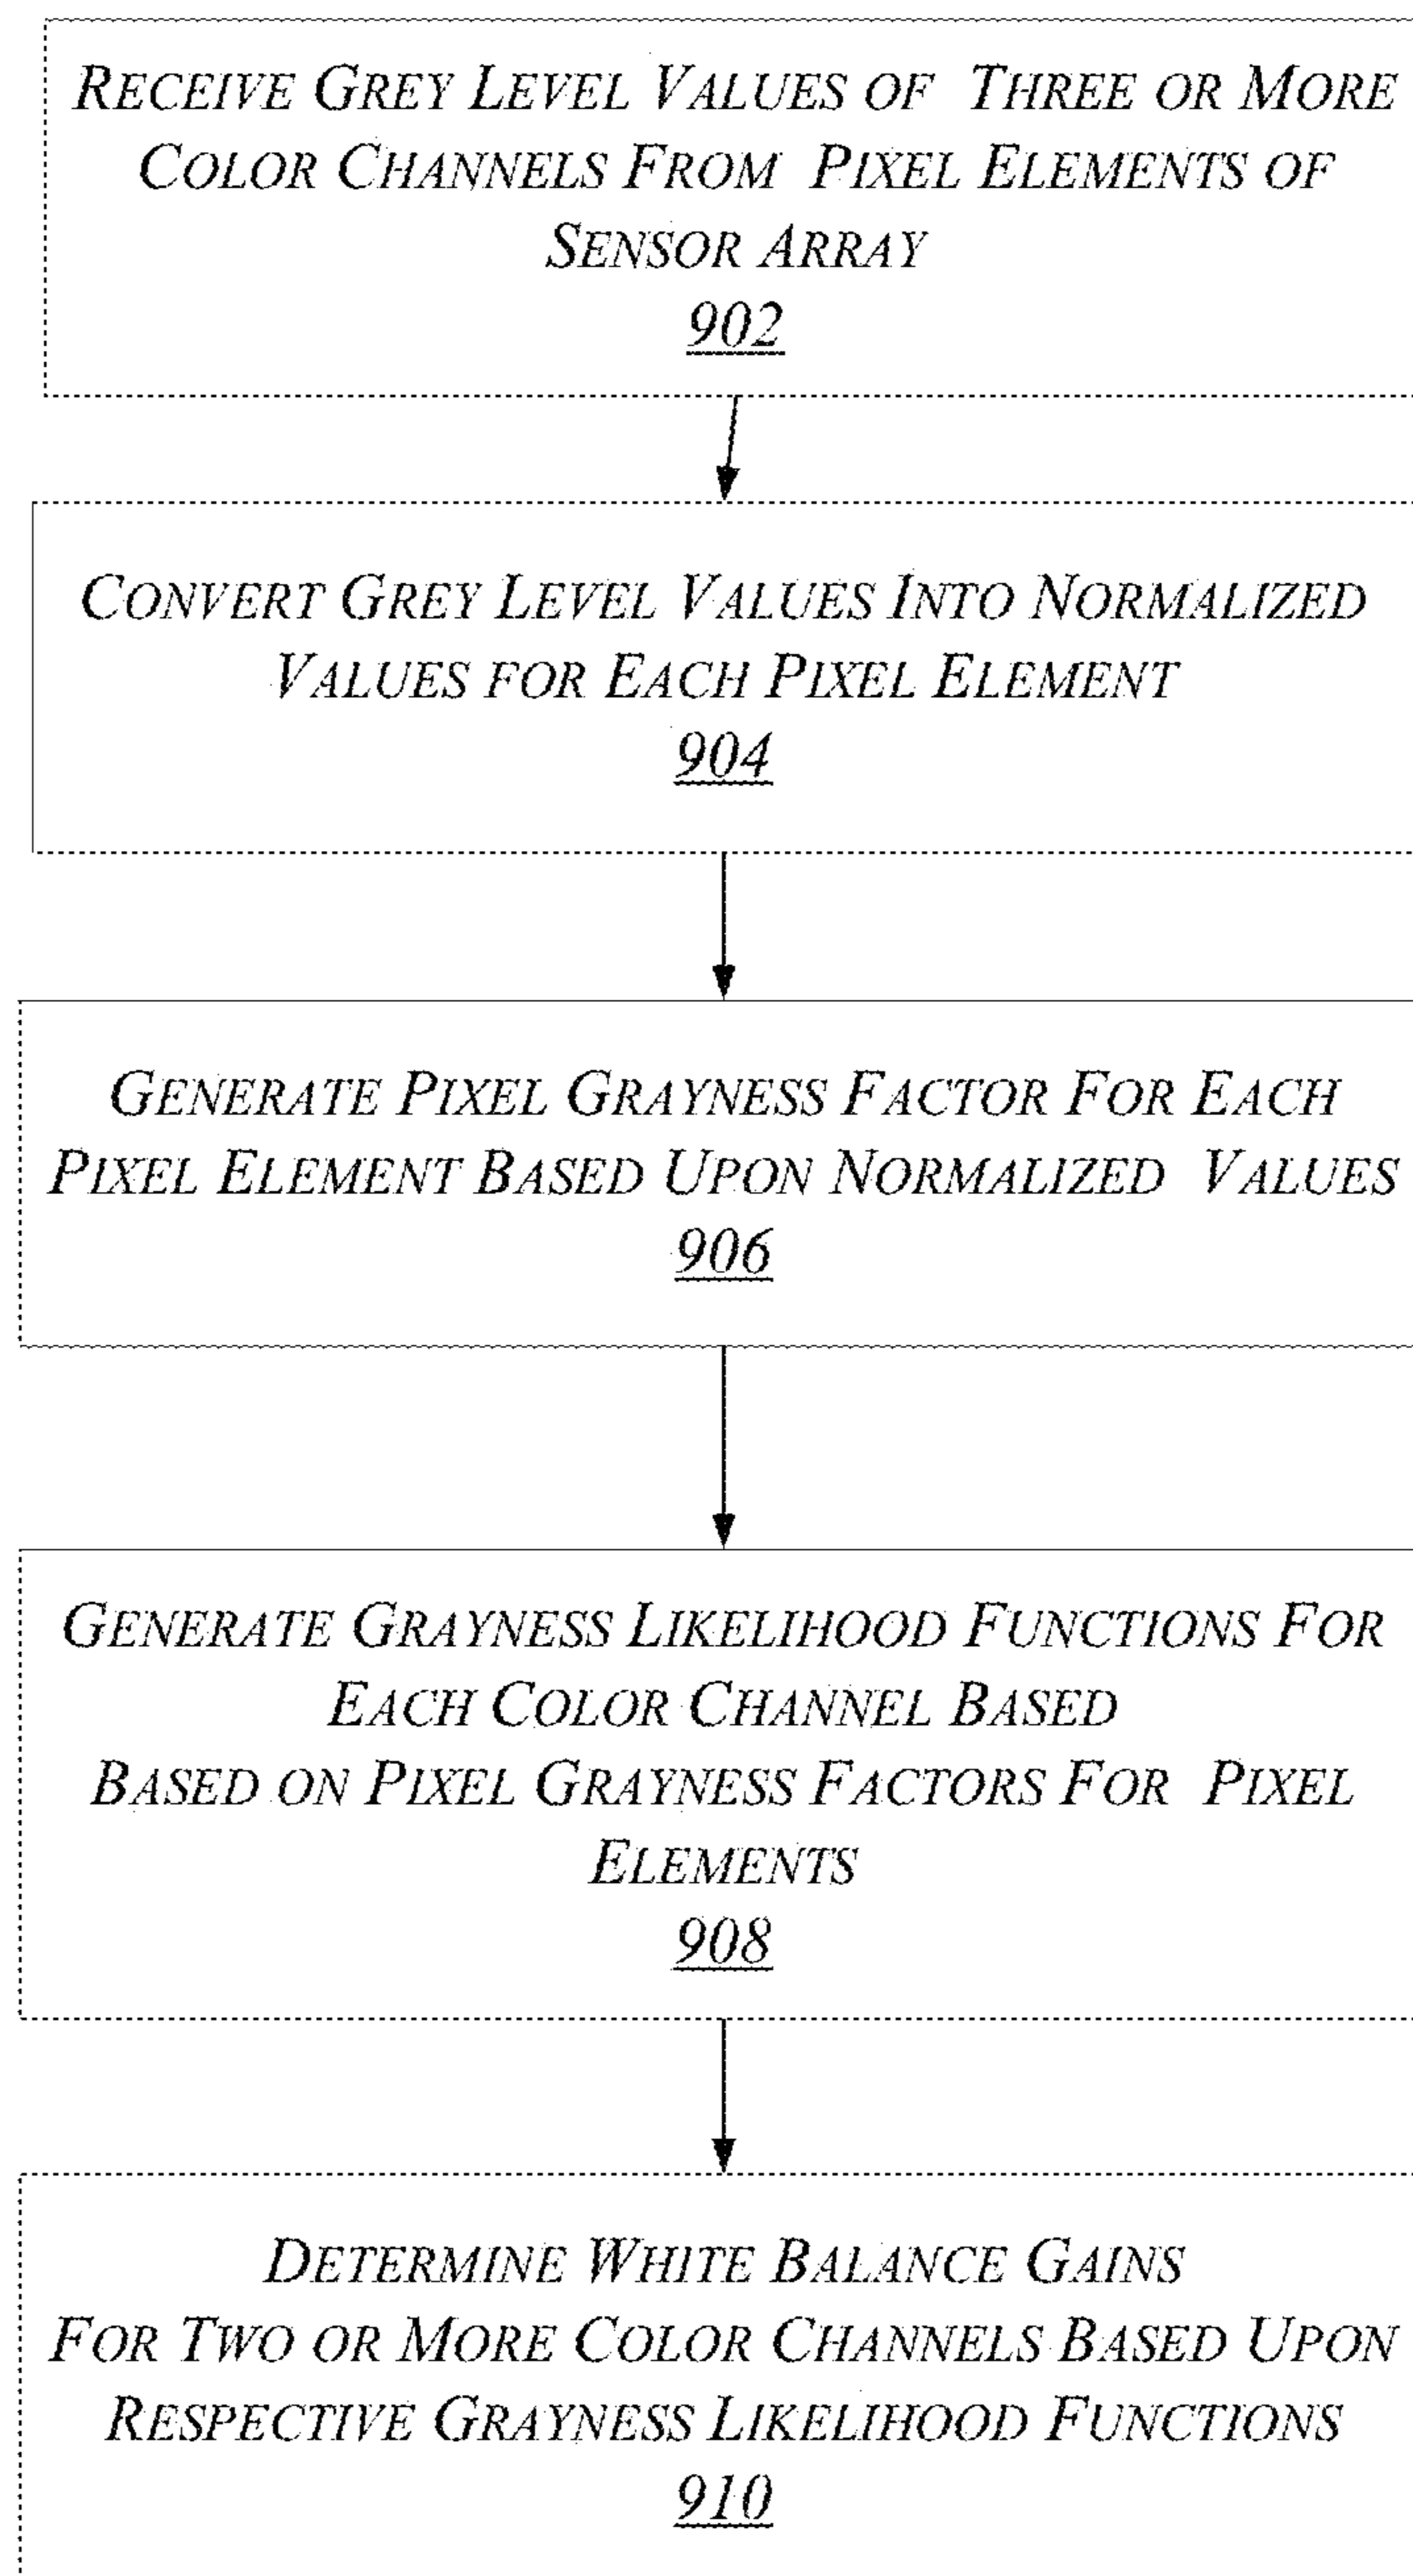 RECEIVE GREY LEVEL VALUES OF THREE OR MORE
COLOR CHANNELS FROM PIXEL ELEMENTS OF
SENSOR ARRAY
902
CONVERT GREY LEVEL VALUES INTO NORMALIZED
VALUES FOR EACH PIXEL ELEMENT
904
GENERATE PIXEL GRAYNESS FACTOR FOR EACH
PIXEL ELEMENT BASED UPON NORMALIZED VALUES
906
GENERATE GRAYNESS LIKELIHOOD FUNCTIONS FOR
EACH COLOR CHANNEL BASED
BASED ON PIXEL GRAYNESS FACTORS FOR PIXEL
ELEMENTS
908
DETERMINE WHITE BALANCE GAINS
FOR TWO OR MORE COLOR CHANNELS BASED UPON
RESPECTIVE GRAYNESS LIKELIHOOD FUNCTIONS
910